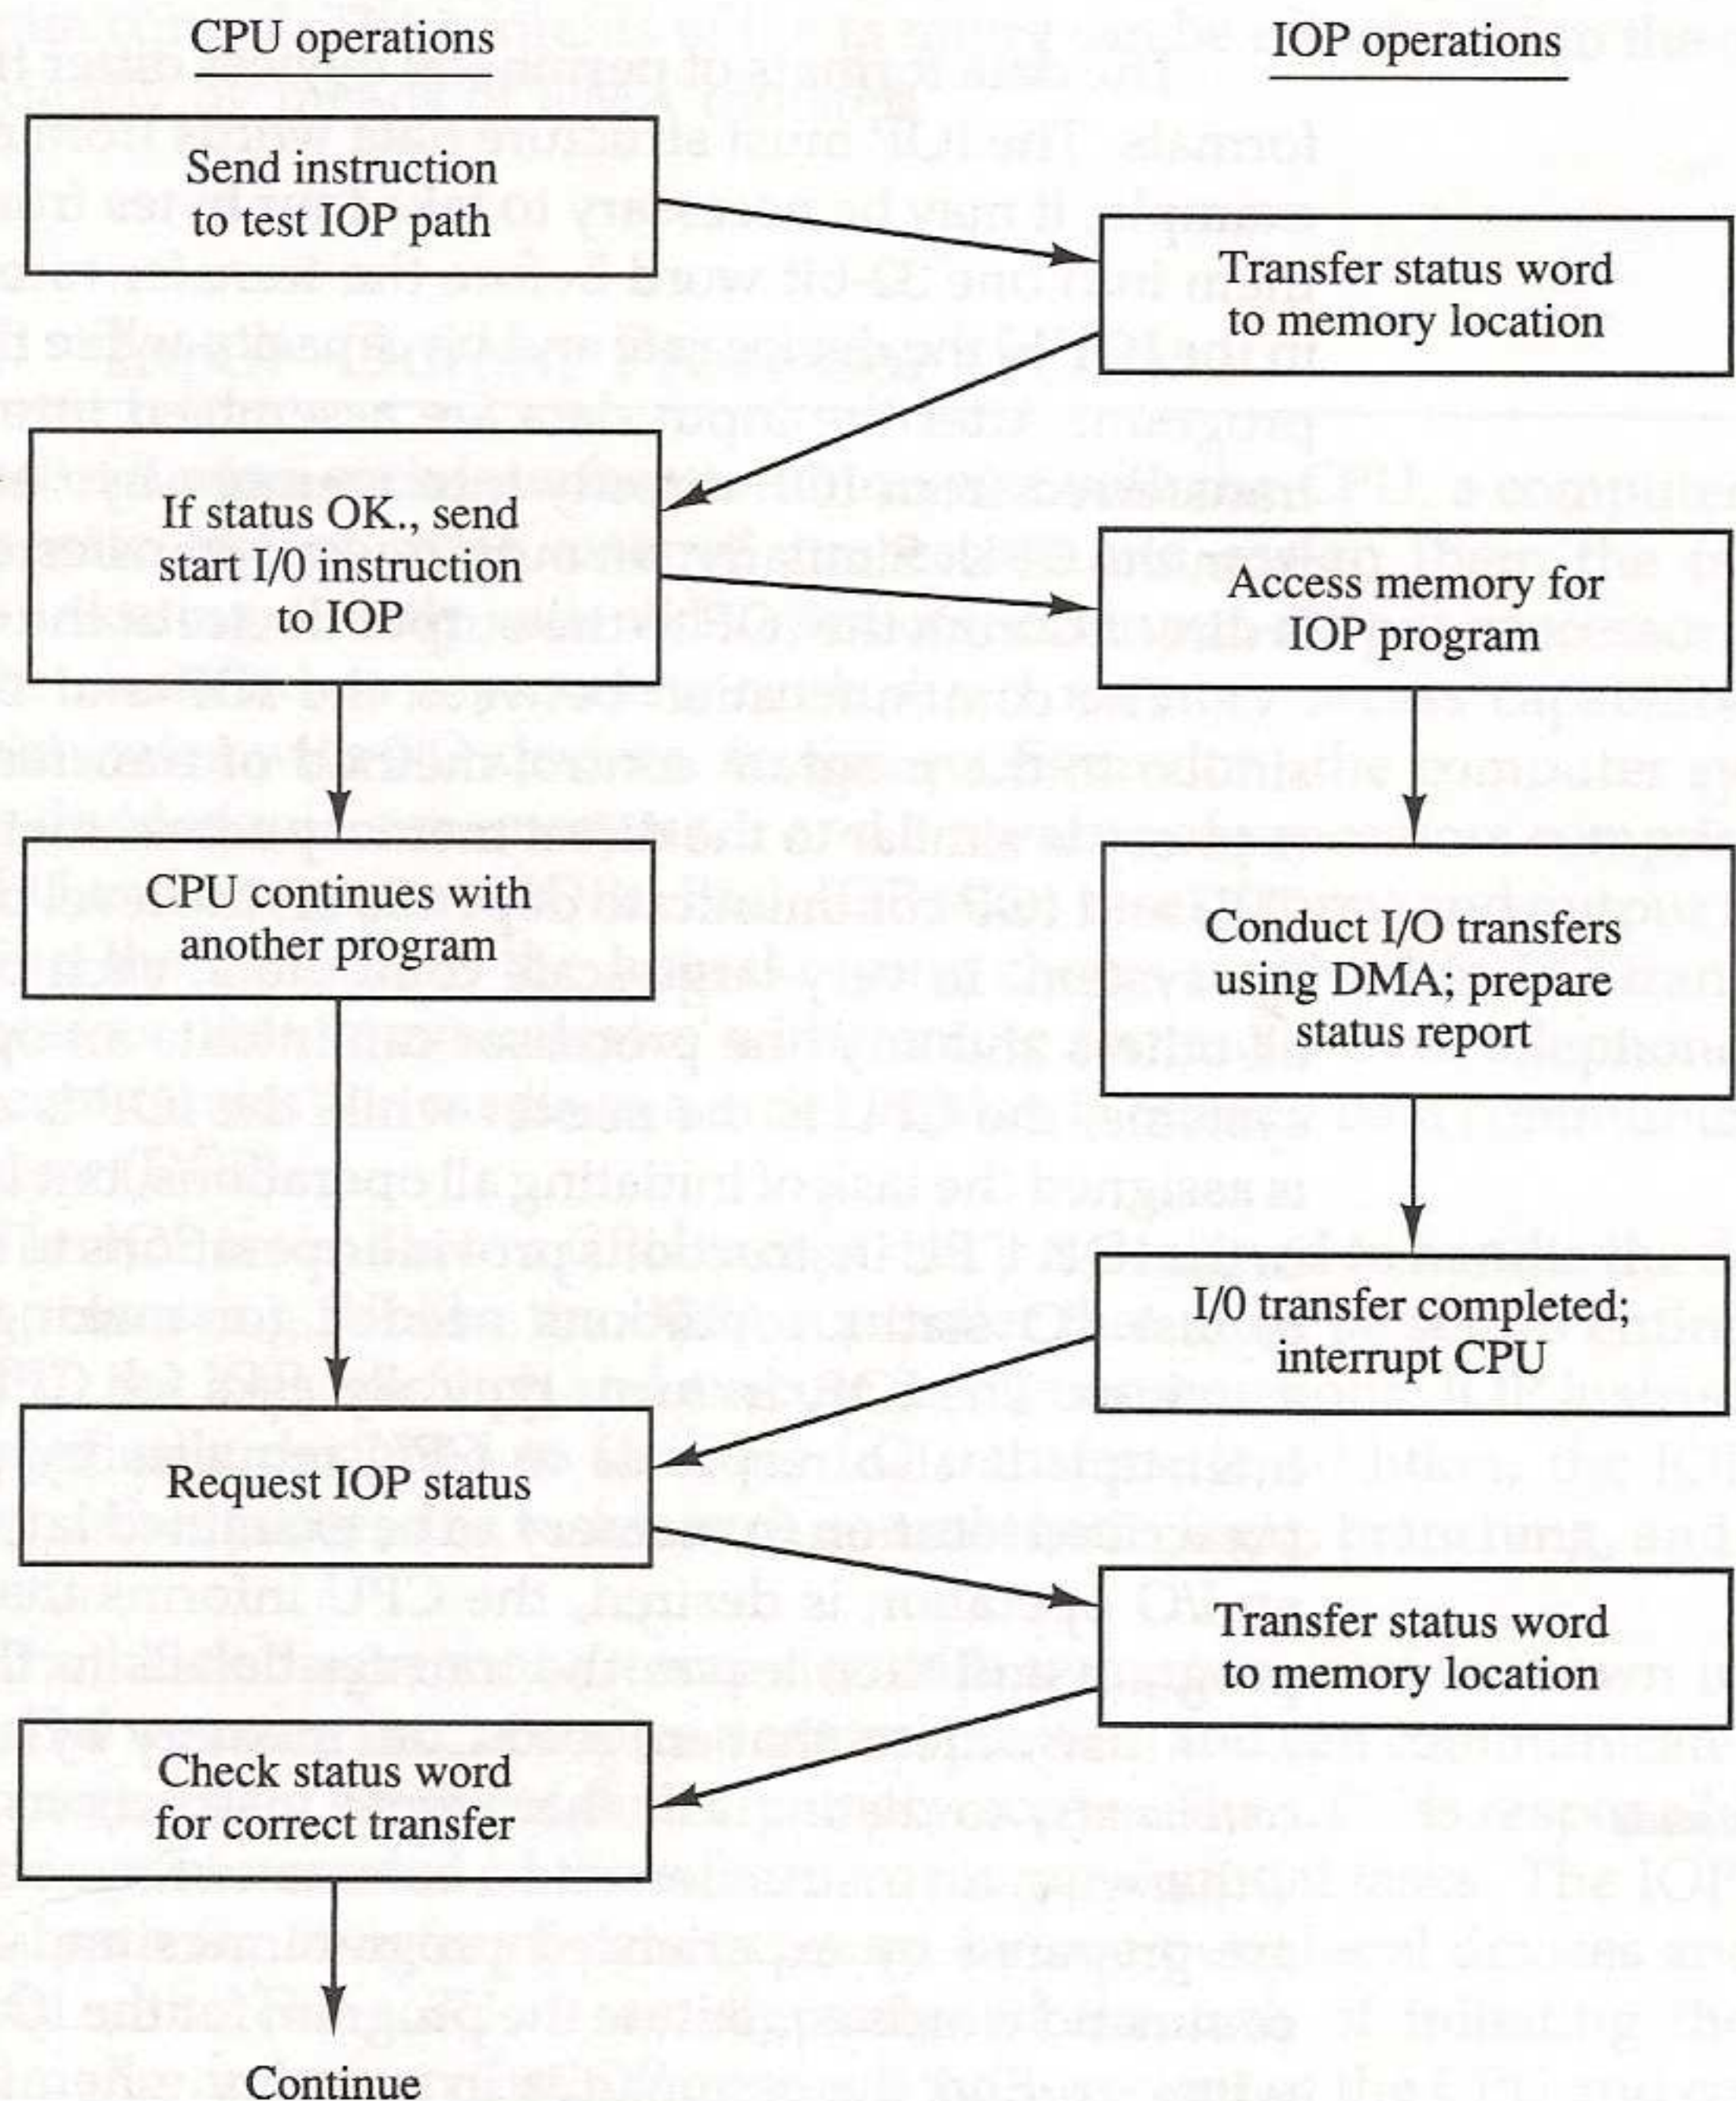 CPU operations
IOP operations
Send instruction
to test IOP path
Transfer status word
to memory location
If status OK., send
start I/0 instruction
to IOP
Access memory for
IOP program
CPU continues with
another program
Conduct I/O transfers
using DMA; prepare
status report
I/0 transfer completed;
interrupt CPU
Request IOP status
Transfer status word
to memory location
Check status word
for correct transfer
Continue